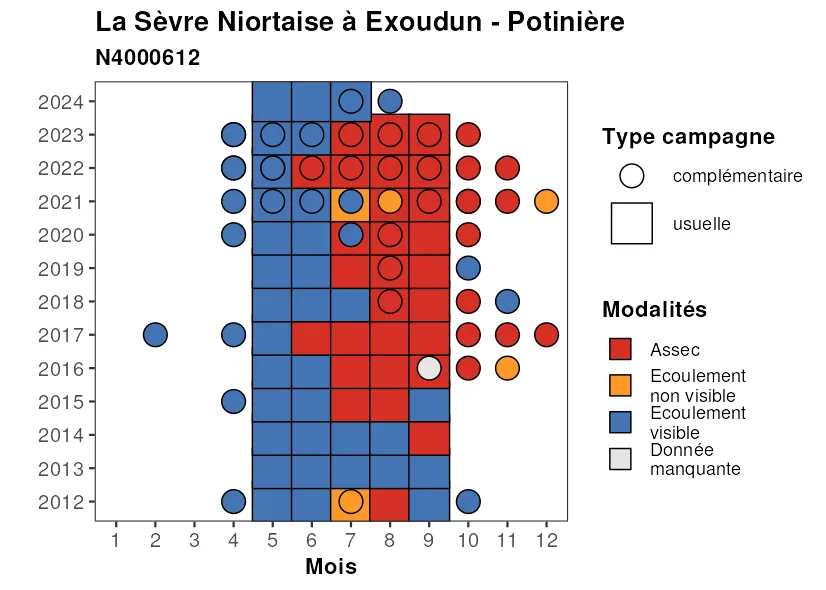 La Sèvre Niortaise à Exoudun - Potinière
N4000612
2024
2023
2022
2021
2020
2019
2018
2017
2016
2015
2014
2013
2012
1 2 3 4 5 6 7 8 9 10 11 12
Mois
Type campagne
complémentaire
usuelle
Modalités
Assec
Ecoulement
non visible
Ecoulement
visible
Donnée
manquante